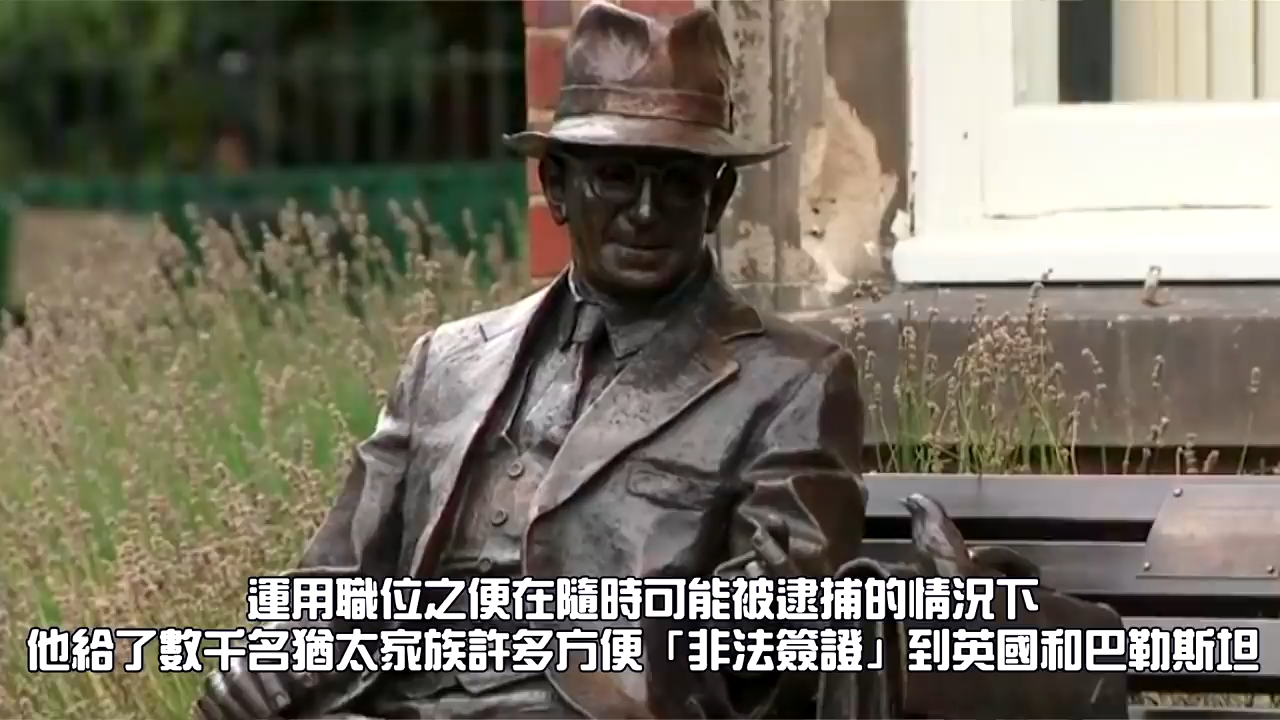 運用職位之便在隨時可能被逮捕的情況下
他給了數千名猶太家族許多方便「非法簽證」到英國和巴勒斯坦